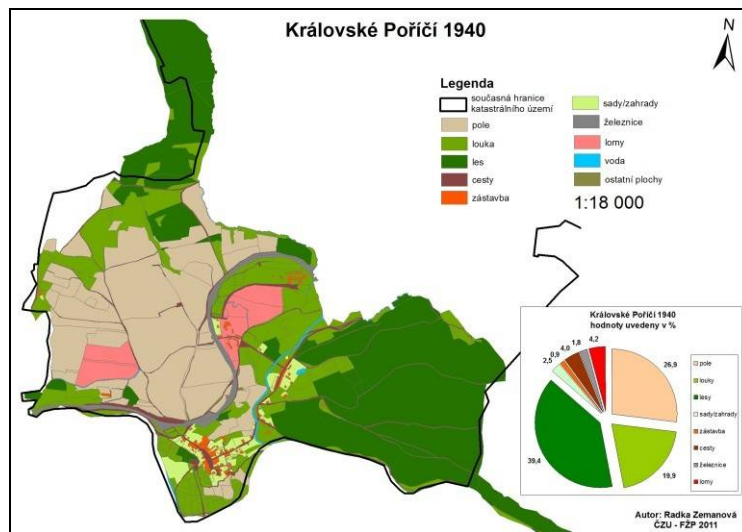 Královské Poříčí 1940
N
Legenda
současná hranice
katastrálního území
pole
louka
les
cesty
zástavba
sady/zahrady
železnice
lomy
voda
ostatní plochy
1:18 000
Královské Poříčí 1940
hodnoty uvedeny v %
2,5
0,9
4,0
1,8
4,2
26,9
19,9
39,4
pole
louky
lesy
sady/zahrady
zástavba
cesty
železnice
lomy
Autor: Radka Zemanová
ČZU - FŽP 2011